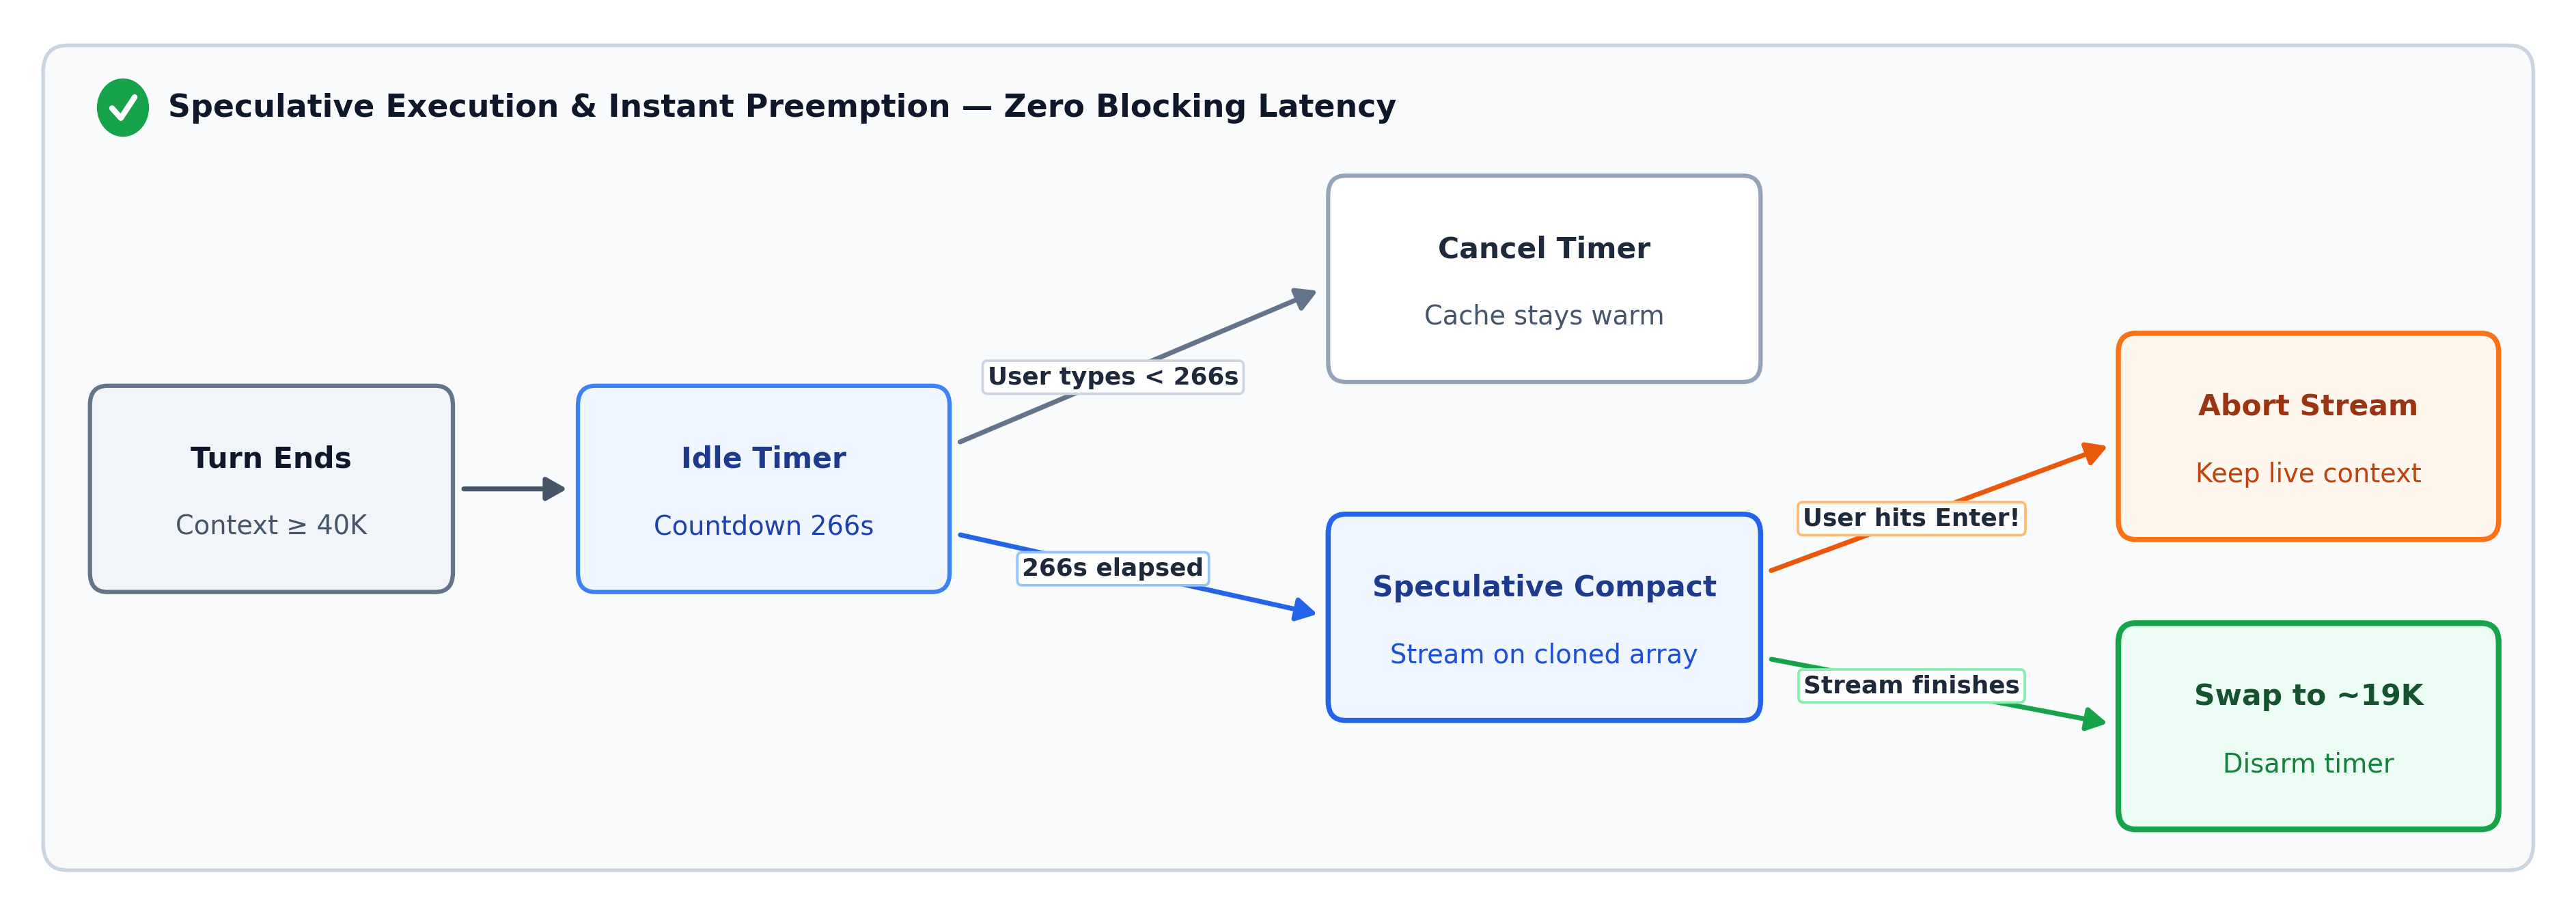 Speculative Execution & Instant Preemption — Zero Blocking Latency
Turn Ends
Context ≥ 40K
Idle Timer
Countdown 266s
User types < 266s
Cancel Timer
Cache stays warm
266s elapsed
Speculative Compact
Stream on cloned array
User hits Enter!
Abort Stream
Keep live context
Stream finishes
Swap to ~19K
Disarm timer